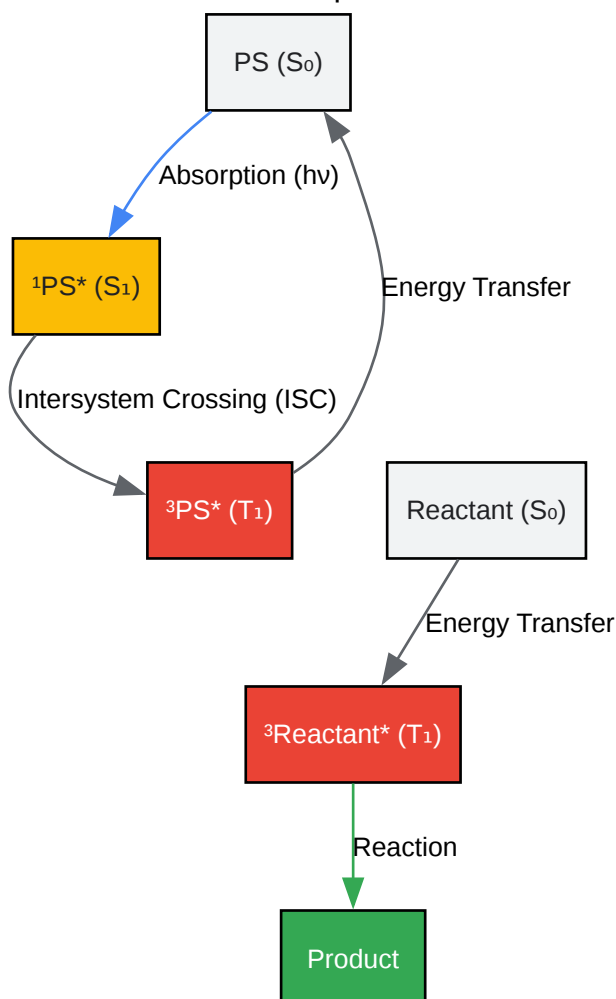 PS (S₀)
Absorption (hν)
¹PS* (S₁)
Energy Transfer
Intersystem Crossing (ISC)
³PS* (T₁)
Reactant (S₀)
Energy Transfer
³Reactant* (T₁)
Reaction
Product